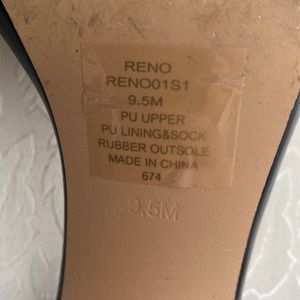 RENO
RENO01S1
9.5M
PU UPPER
PU LINING&SOCK
RUBBER OUTSOLE
MADE IN CHINA
674
9.5M